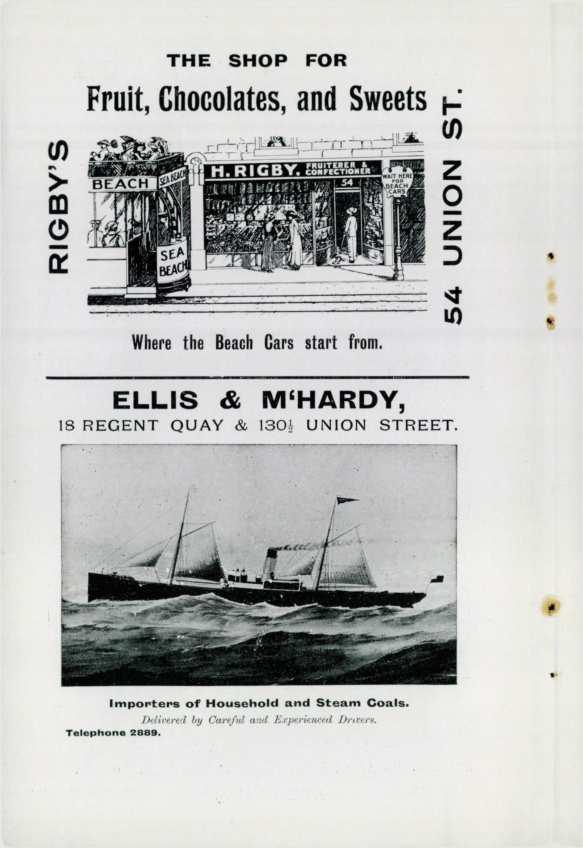 THE SHOP FOR
Fruit, Chocolates, and Sweets
RIGBY'S
54 UNION ST.
BEACH
SEA BEACH
SEA
BEACH
H. RIGBY. FRUITERER & CONFECTIONER
54
WAIT HERE
FOR
BEACH
CARS
Where the Beach Cars start from.
ELLIS & M‘HARDY,
18 REGENT QUAY & 130½ UNION STREET.
Importers of Household and Steam Coals.
Delivered by Careful and Experienced Drivers.
Telephone 2889.